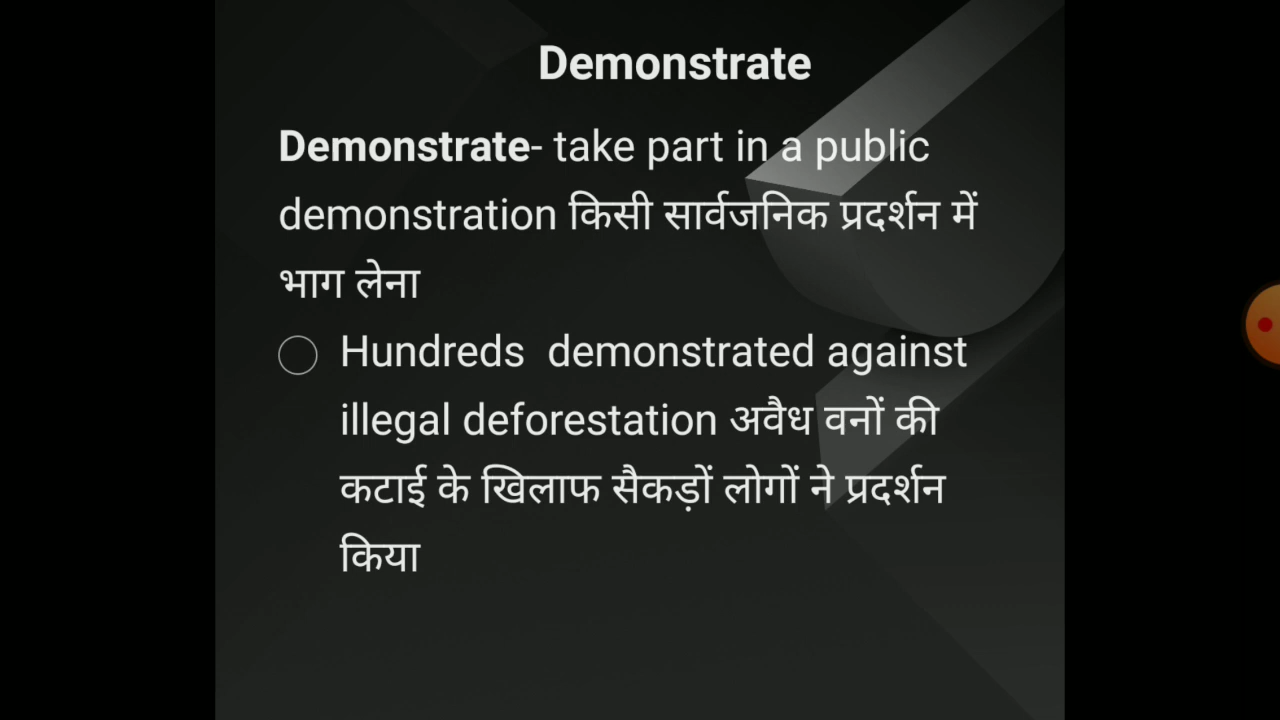 Demonstrate
Demonstrate- take part in a public
demonstration किसी सार्वजनिक प्रदर्शन में
भाग लेना
Hundreds  demonstrated against
illegal deforestation अवैध वनों की
कटाई के खिलाफ सैकड़ों लोगों ने प्रदर्शन
किया